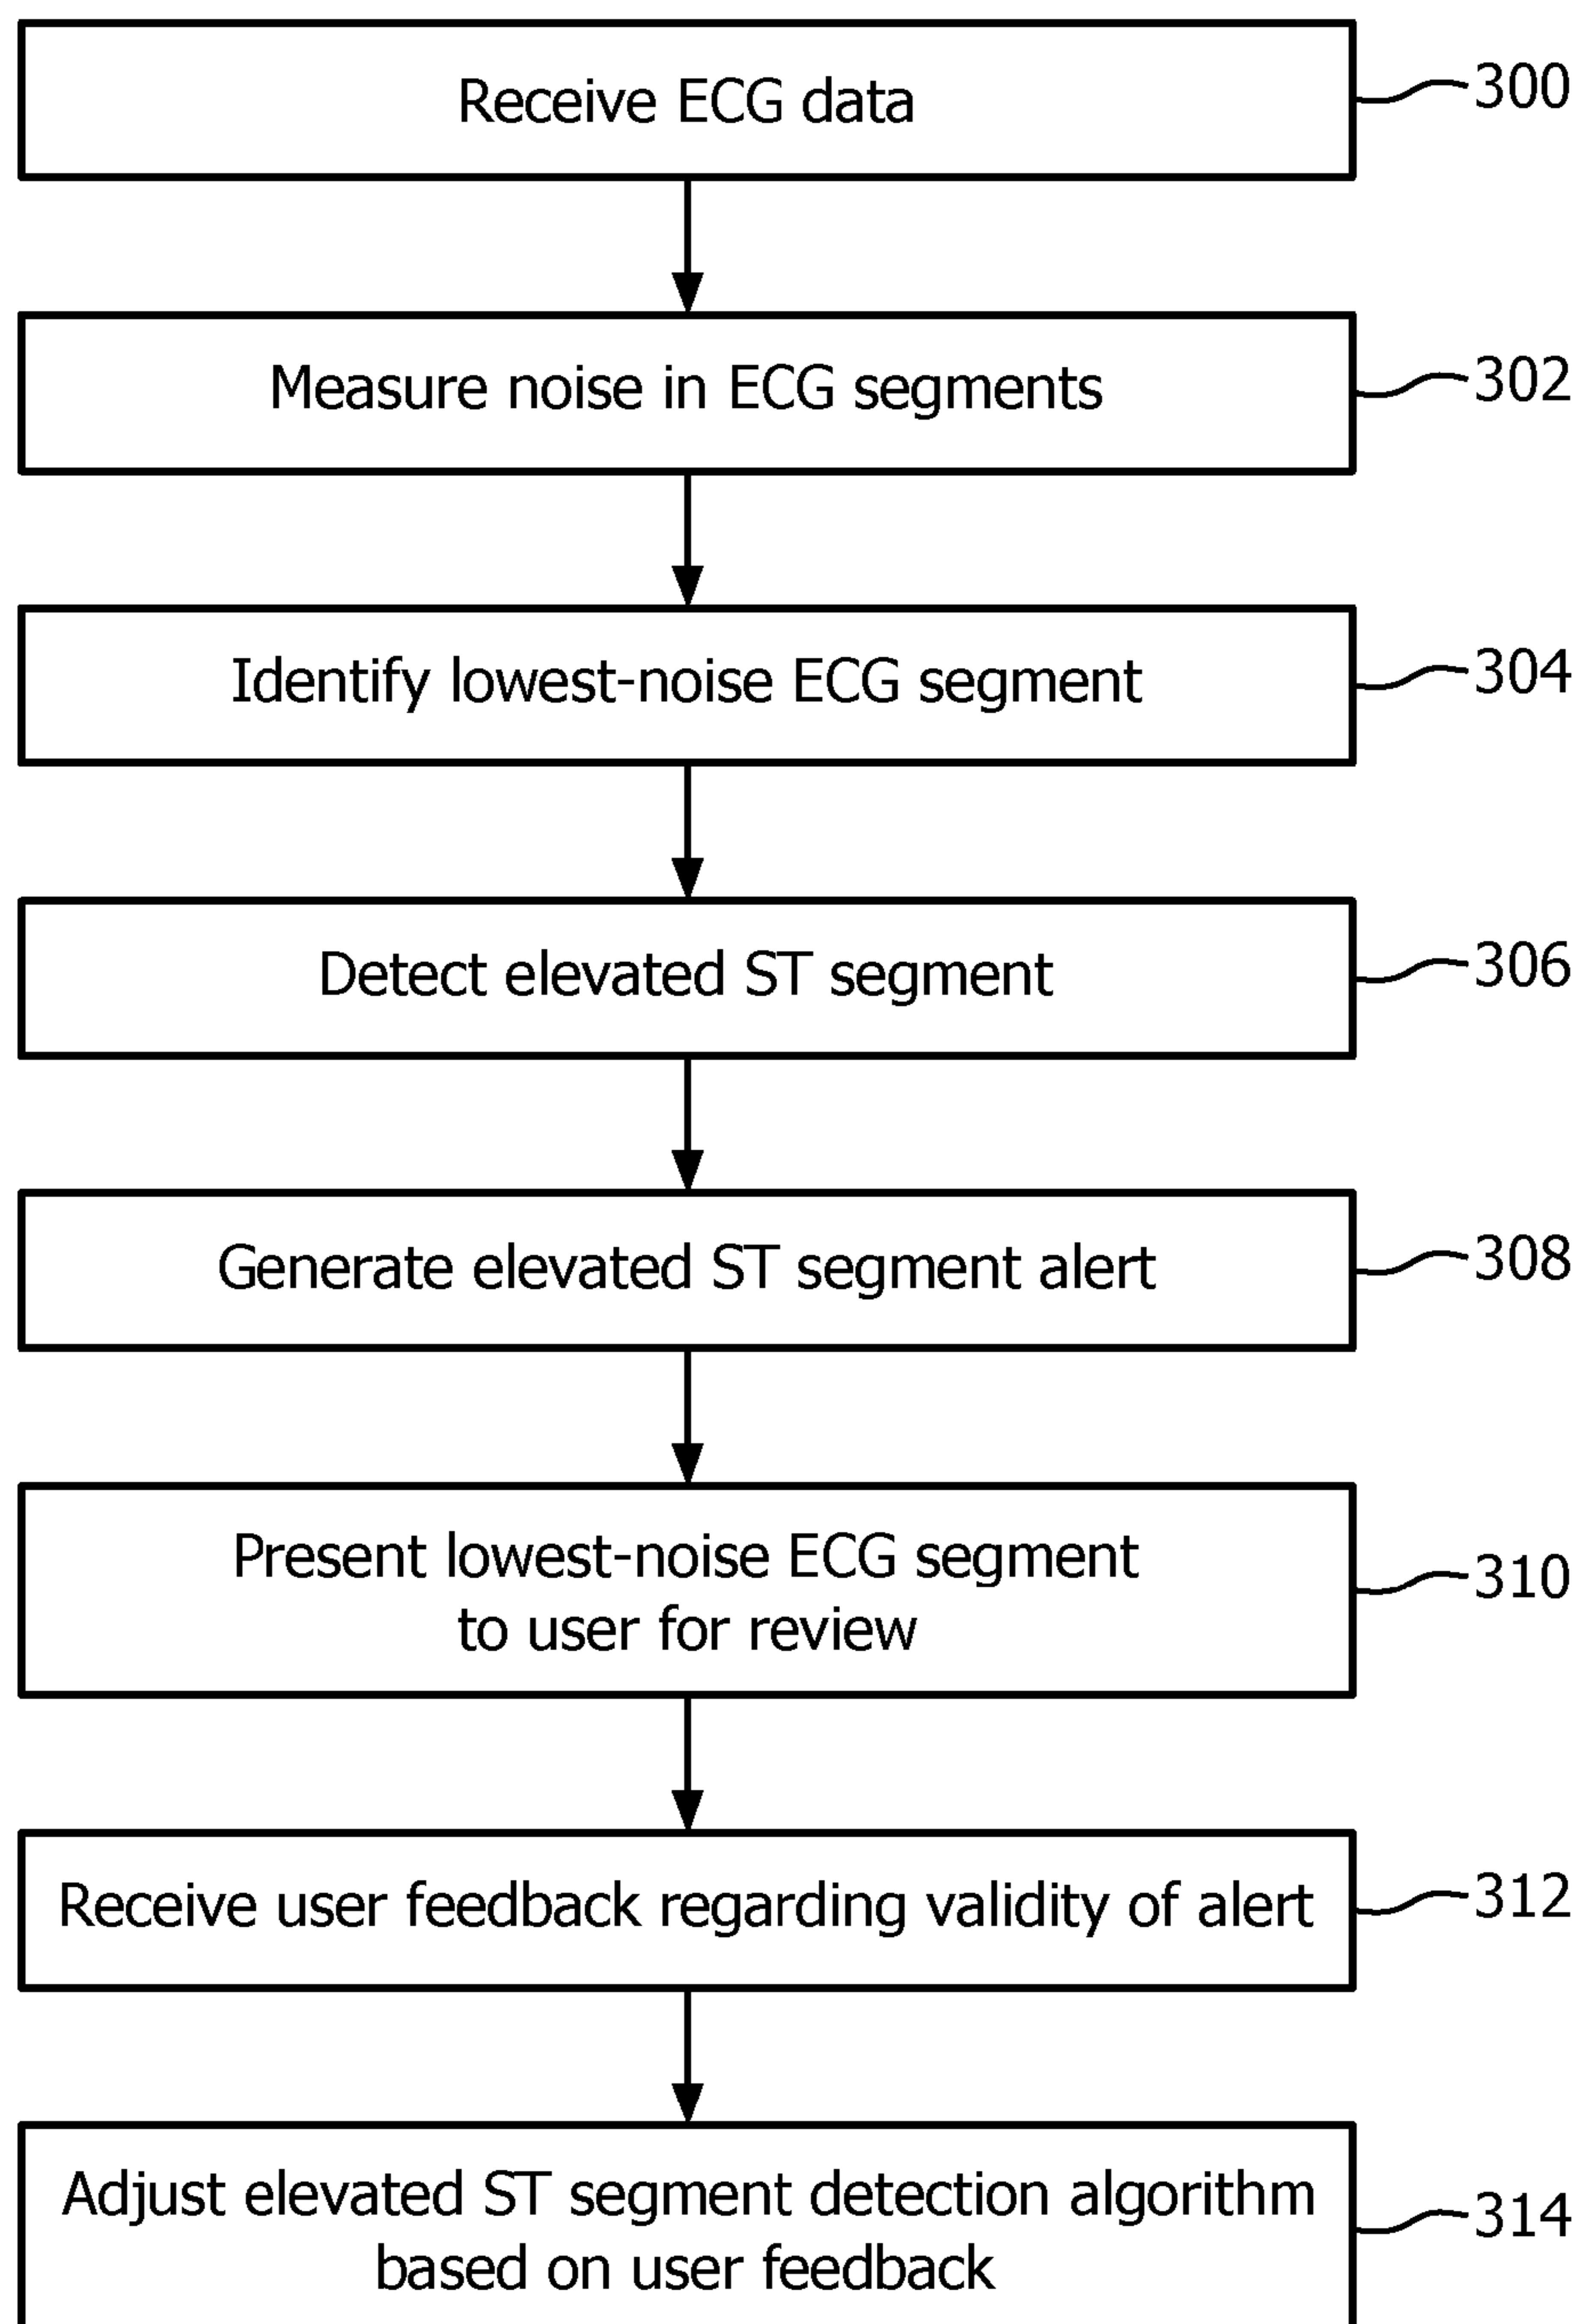 Receive ECG data
300
Measure noise in ECG segments
302
Identify lowest-noise ECG segment
304
Detect elevated ST segment
306
Generate elevated ST segment alert
308
Present lowest-noise ECG segment
to user for review
310
Receive user feedback regarding validity of alert
312
Adjust elevated ST segment detection algorithm
based on user feedback
314